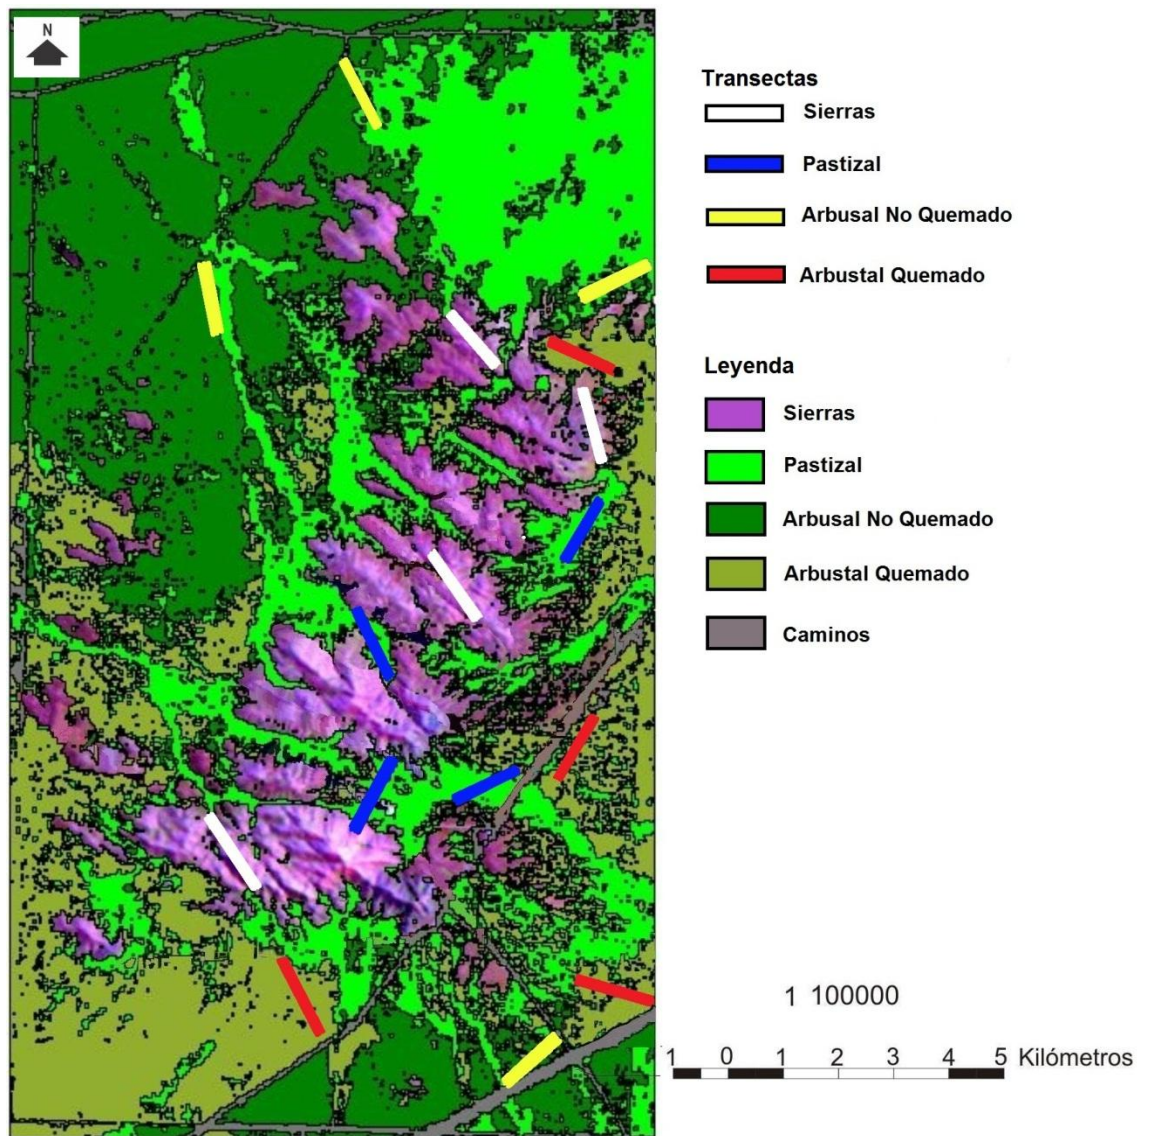 N
Transectas
Sierras
Pastizal
Arbusal No Quemado
Arbustal Quemado
Leyenda
Sierras
Pastizal
Arbusal No Quemado
Arbustal Quemado
Caminos
1 100000
1 0 1 2 3 4 5 Kilómetros